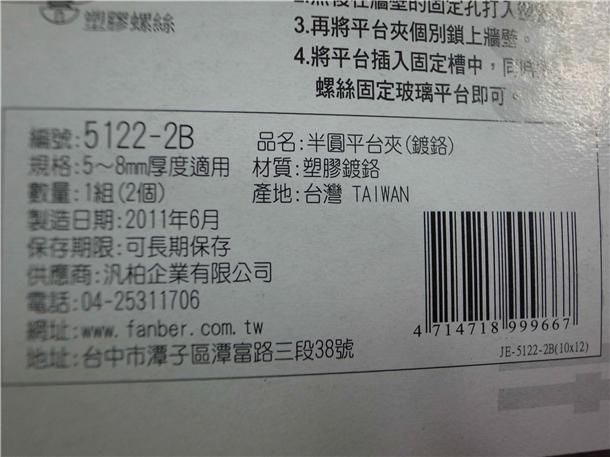 塑膠螺絲
3.再將平台夾個別鎖上牆壁。
4.將平台插入固定槽中，
螺絲固定玻璃平台即可。
編號:5122-2B 品名:半圓平台夾(鍍鉻)
規格:5～8mm厚度適用 材質:塑膠鍍鉻
數量:1組(2個) 產地:台灣 TAIWAN
製造日期:2011年6月
保存期限:可長期保存
供應商:汎柏企業有限公司
電話:04-25311706
網址:www.fanber.com.tw
地址:台中市潭子區潭富路三段38號
4 714718 999667
JE-5122-2B(10x12)